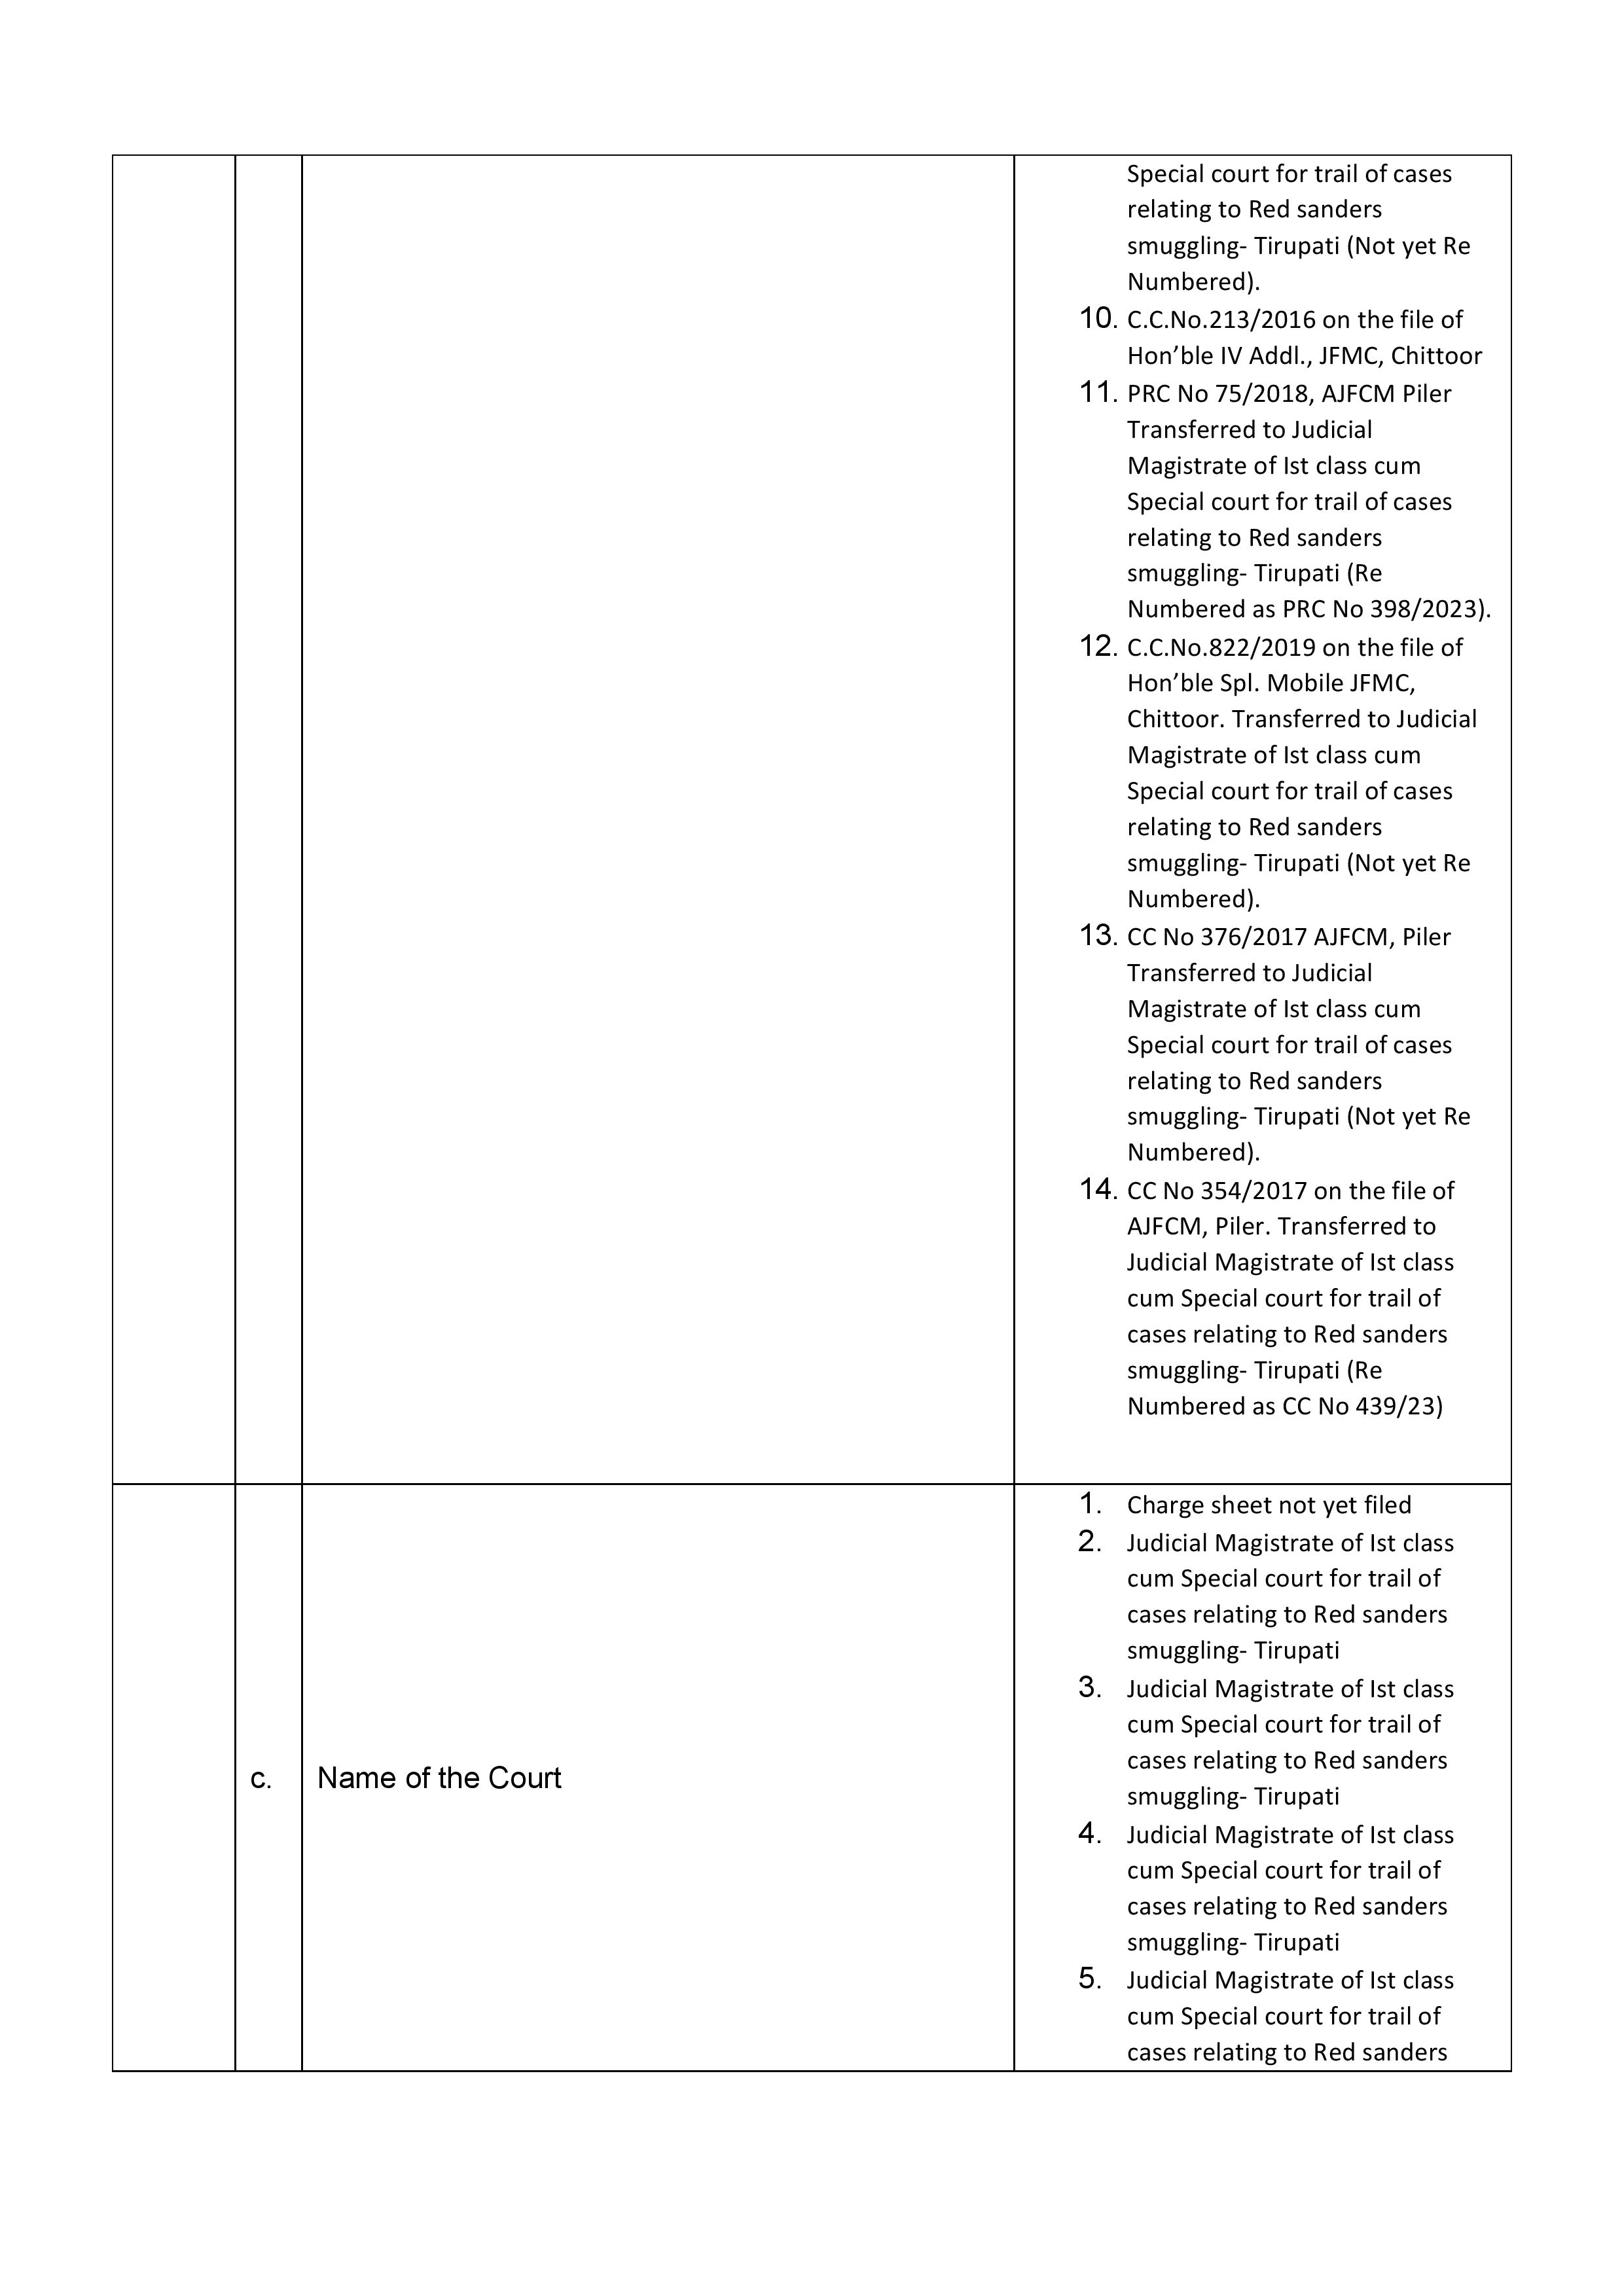 Special court for trail of cases
relating to Red sanders
smuggling- Tirupati (Not yet Re
Numbered).
10. C.C.No.213/2016 on the file of
Hon’ble IV Addl., JFMC, Chittoor
11. PRC No 75/2018, AJFCM Piler
Transferred to Judicial
Magistrate of Ist class cum
Special court for trail of cases
relating to Red sanders
smuggling- Tirupati (Re
Numbered as PRC No 398/2023).
12. C.C.No.822/2019 on the file of
Hon’ble Spl. Mobile JFMC,
Chittoor. Transferred to Judicial
Magistrate of Ist class cum
Special court for trail of cases
relating to Red sanders
smuggling- Tirupati (Not yet Re
Numbered).
13. CC No 376/2017 AJFCM, Piler
Transferred to Judicial
Magistrate of Ist class cum
Special court for trail of cases
relating to Red sanders
smuggling- Tirupati (Not yet Re
Numbered).
14. CC No 354/2017 on the file of
AJFCM, Piler. Transferred to
Judicial Magistrate of Ist class
cum Special court for trail of
cases relating to Red sanders
smuggling- Tirupati (Re
Numbered as CC No 439/23)
c. Name of the Court
1. Charge sheet not yet filed
2. Judicial Magistrate of Ist class
cum Special court for trail of
cases relating to Red sanders
smuggling- Tirupati
3. Judicial Magistrate of Ist class
cum Special court for trail of
cases relating to Red sanders
smuggling- Tirupati
4. Judicial Magistrate of Ist class
cum Special court for trail of
cases relating to Red sanders
smuggling- Tirupati
5. Judicial Magistrate of Ist class
cum Special court for trail of
cases relating to Red sanders